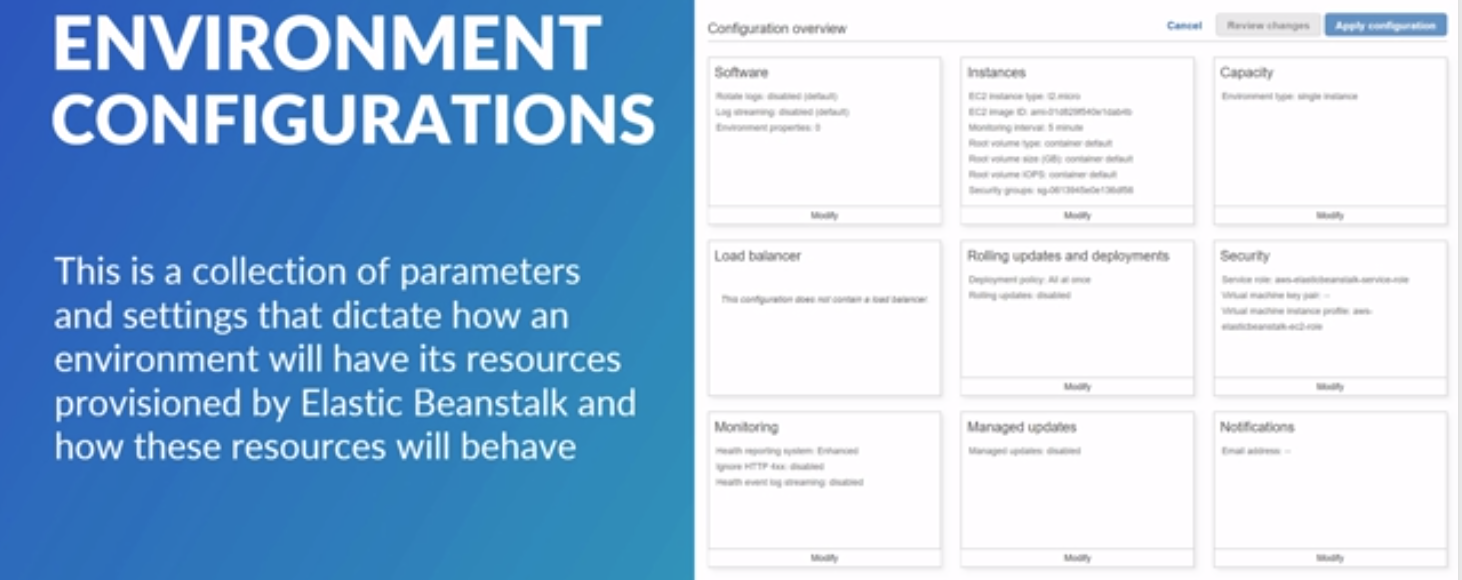 ENVIRONMENT
CONFIGURATIONS
This is a collection of parameters
and settings that dictate how an
environment will have its resources
provisioned by Elastic Beanstalk and
how these resources will behave
Configuration overview
Cancel
Review changes
Apply configuration
Software
Rotate logs: disabled (default)
Log streaming: disabled (default)
Environment properties: 0
Modify
Instances
EC2 instance type: t2.micro
EC2 image ID:
Monitoring interval: 5 minute
Root volume type: container default
Root volume size (GB): container default
Root volume IOPS: container default
Security groups:
Modify
Capacity
Environment type: single instance
Modify
Load balancer
This configuration does not contain a load balancer.
Rolling updates and deployments
Deployment policy: All at once
Rolling updates: disabled
Modify
Security
Service role: aws-elasticbeanstalk-service-role
Virtual machine key pair: --
Virtual machine instance profile: aws-
elasticbeanstalk-ec2-role
Modify
Monitoring
Health reporting system: Enhanced
Ignore HTTP 4xx: disabled
Health event log streaming: disabled
Modify
Managed updates
Managed updates: disabled
Modify
Notifications
Email address: --
Modify